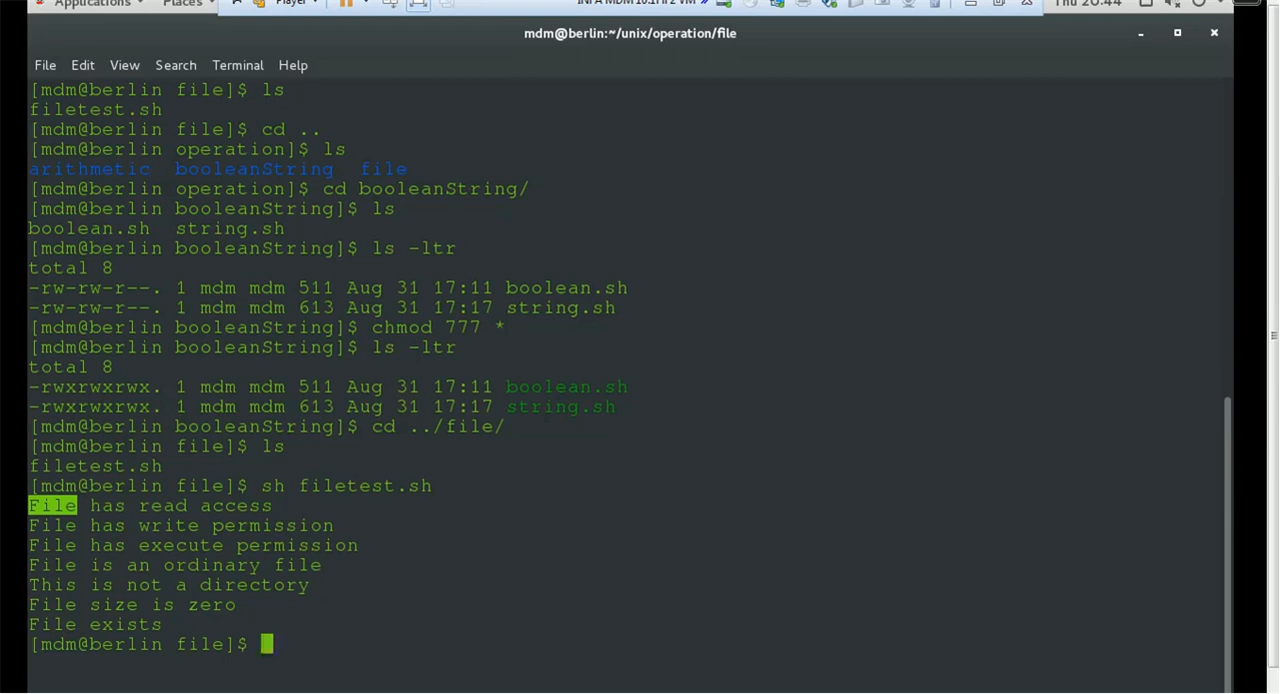 Applications Places Player Thu 20:44
mdm@berlin:~/unix/operation/file
File Edit View Search Terminal Help
[mdm@berlin file]$ ls
filetest.sh
[mdm@berlin file]$ cd ..
[mdm@berlin operation]$ ls
arithmetic booleanString file
[mdm@berlin operation]$ cd booleanString/
[mdm@berlin booleanString]$ ls
boolean.sh string.sh
[mdm@berlin booleanString]$ ls -ltr
total 8
-rw-rw-r--. 1 mdm mdm 511 Aug 31 17:11 boolean.sh
-rw-rw-r--. 1 mdm mdm 613 Aug 31 17:17 string.sh
[mdm@berlin booleanString]$ chmod 777 *
[mdm@berlin booleanString]$ ls -ltr
total 8
-rwxrwxrwx. 1 mdm mdm 511 Aug 31 17:11 boolean.sh
-rwxrwxrwx. 1 mdm mdm 613 Aug 31 17:17 string.sh
[mdm@berlin booleanString]$ cd ../file/
[mdm@berlin file]$ ls
filetest.sh
[mdm@berlin file]$ sh filetest.sh
File has read access
File has write permission
File has execute permission
File is an ordinary file
This is not a directory
File size is zero
File exists
[mdm@berlin file]$